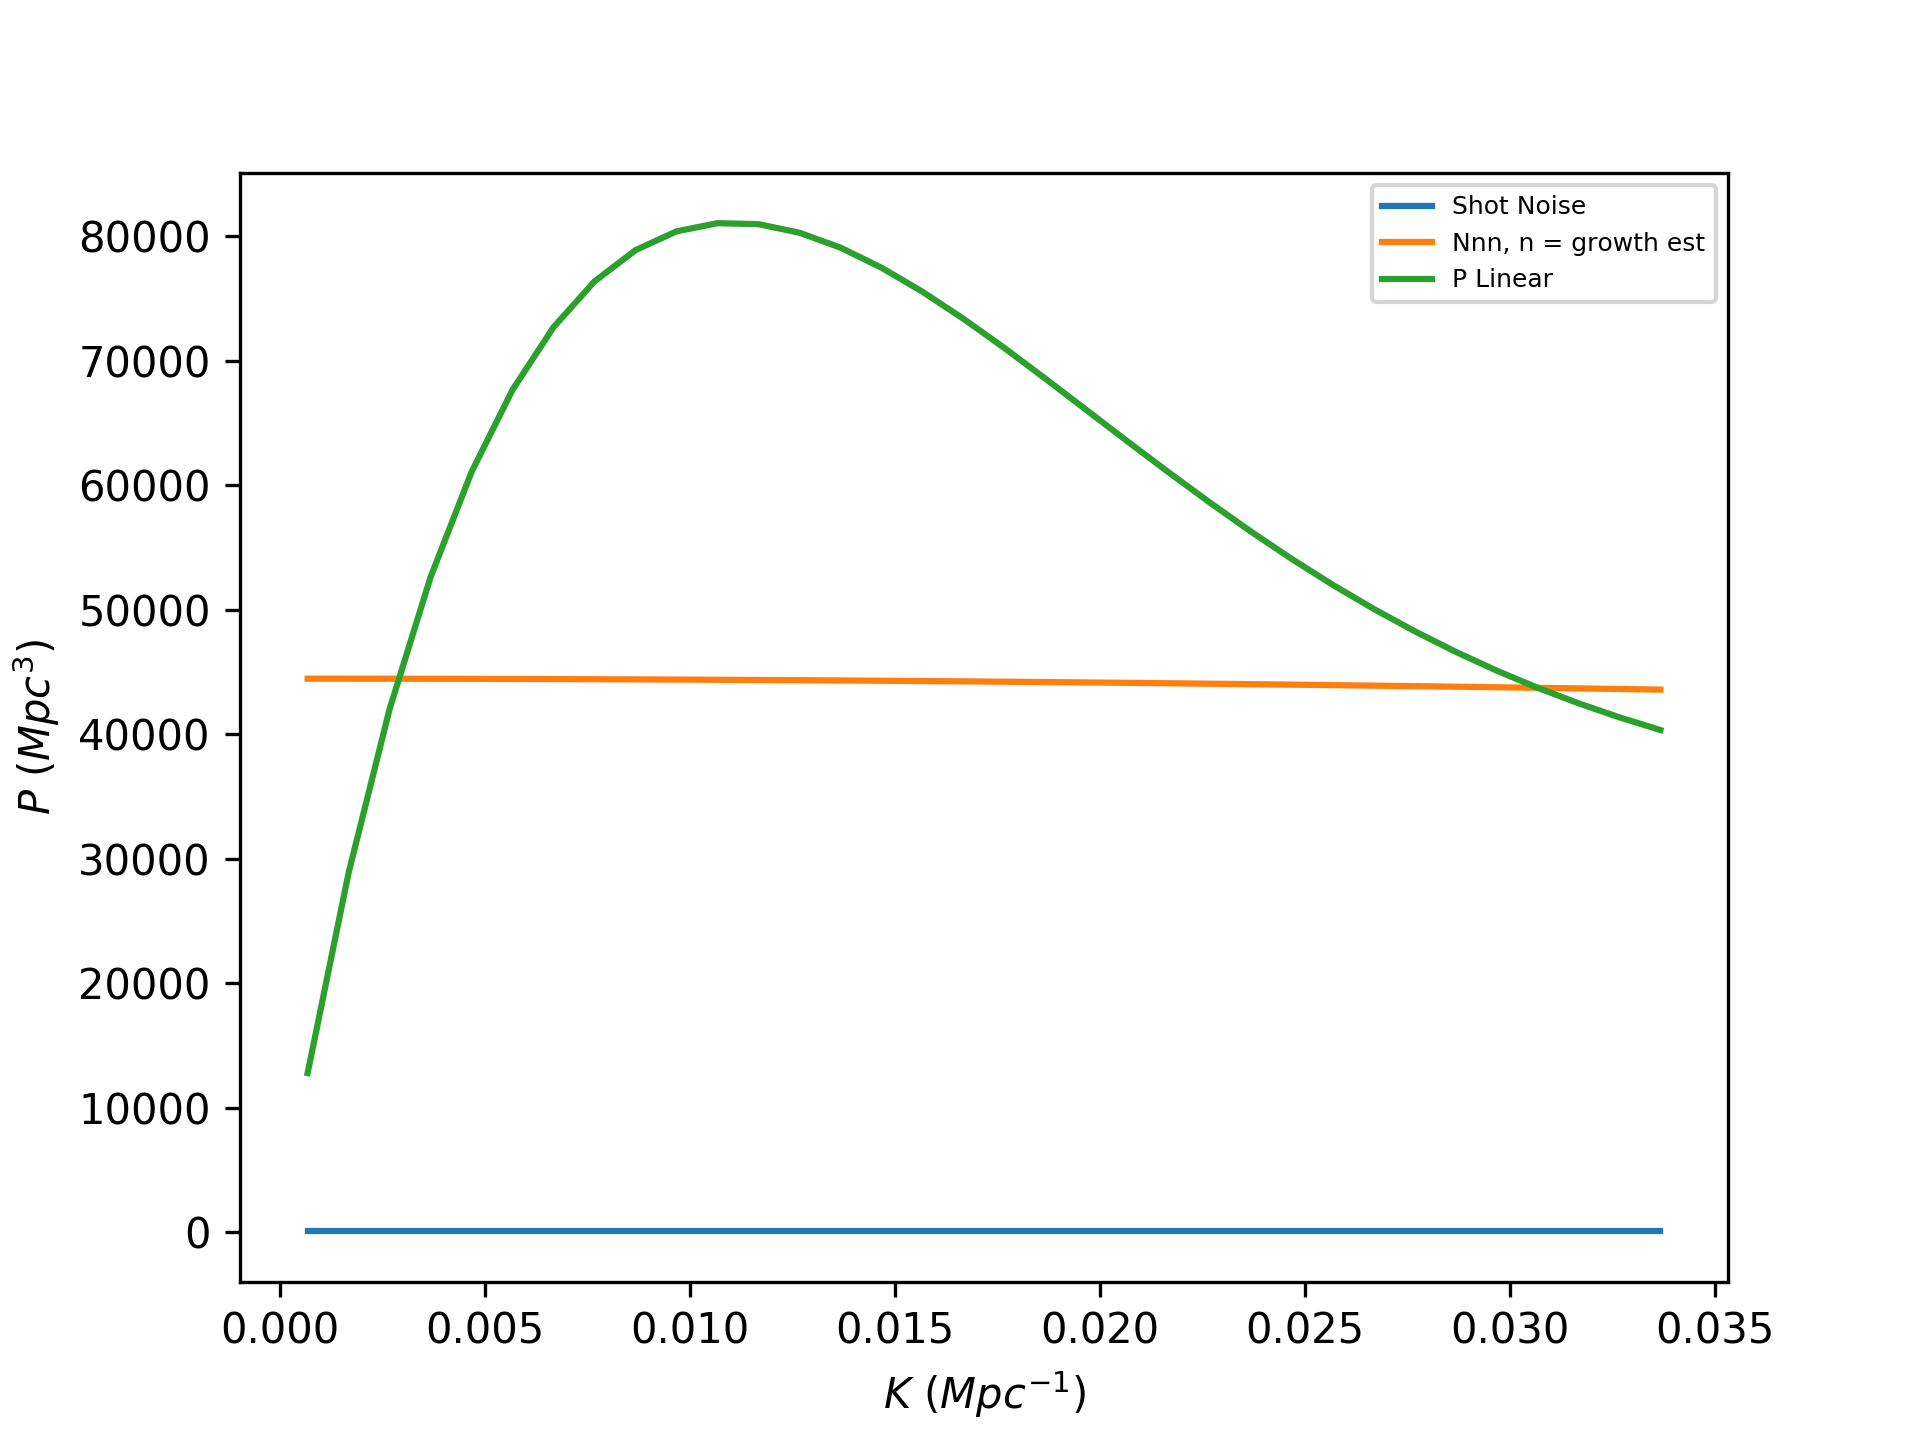 Shot Noise
Nnn, n = growth est
P Linear
80000
70000
60000
50000
40000
30000
20000
10000
0
P (Mpc³)
0.000 0.005 0.010 0.015 0.020 0.025 0.030 0.035
K (Mpc⁻¹)